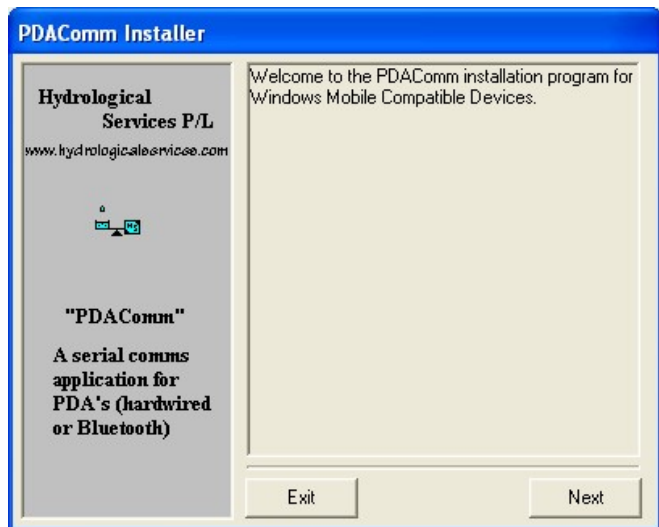 PDAComm Installer
Hydrological
Services P/L
www.hydrologicalservices.com
"PDAComm"
A serial comms
application for
PDA's (hardwired
or Bluetooth)
Welcome to the PDAComm installation program for
Windows Mobile Compatible Devices.
Exit
Next